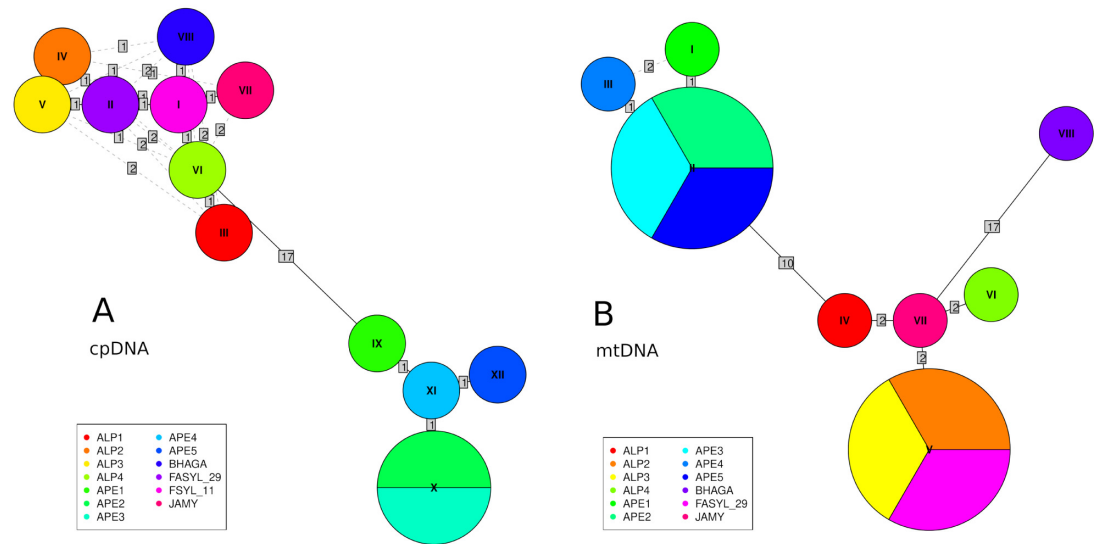 VIII
IV
1
1
2
1
1
1
1
VII
V
1
II
1
I
1
1
2
2
1
2
2
2
VI
1
III
17
A
cpDNA
IX
1
XI
1
XII
1
X
ALP1
ALP2
ALP3
ALP4
APE1
APE2
APE3
APE4
APE5
BHAGA
FASYL_29
FSYL_11
JAMY
I
2
1
III
1
II
VIII
17
10
VI
2
IV
2
VII
2
B
mtDNA
V
ALP1
ALP2
ALP3
ALP4
APE1
APE2
APE3
APE4
APE5
BHAGA
FASYL_29
JAMY